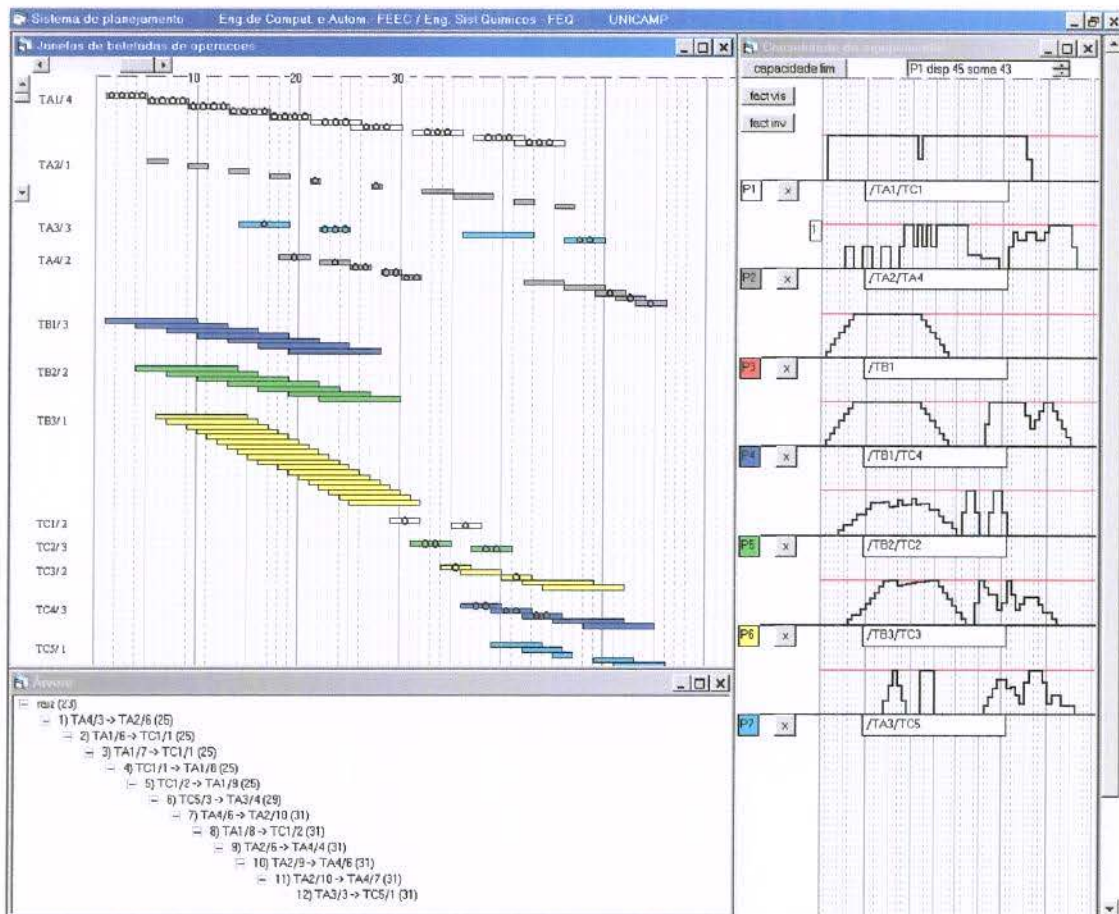 Sistema de planejamento Eng.de Comput. e Autom.-FEEC / Eng. Sist.Quimicos - FEQ UNICAMP
Janelas de bateladas de operacoes
10 20 30
TA1/ 4
TA2/ 1
TA3/ 3
TA4/ 2
TB1/ 3
TB2/ 2
TB3/ 1
TC1/ 2
TC2/ 3
TC3/ 2
TC4/ 3
TC5/ 1
Árvore
raiz (23)
1) TA4/3 -> TA2/6 (25)
2) TA1/6 -> TC1/1 (25)
3) TA1/7 -> TC1/1 (25)
4) TC1/1 -> TA1/8 (25)
5) TC1/2 -> TA1/9 (25)
6) TC5/3 -> TA3/4 (29)
7) TA4/6 -> TA2/10 (31)
8) TA1/8 -> TC1/2 (31)
9) TA2/6 -> TA4/4 (31)
10) TA2/9 -> TA4/6 (31)
11) TA2/10 -> TA4/7 (31)
12) TA3/3 -> TC5/1 (31)
capacidade lim P1 disp 45 soma 43
fact vis
fact inv
P1 x /TA1/TC1
1
P2 x /TA2/TA4
P3 x /TB1
P4 x /TB1/TC4
P5 x /TB2/TC2
P6 x /TB3/TC3
P7 x /TA3/TC5